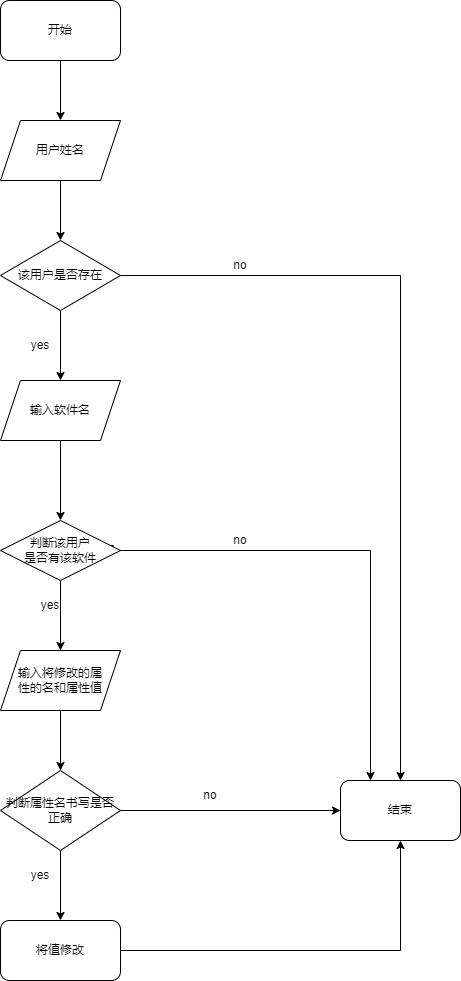 开始
用户姓名
该用户是否存在
no
yes
输入软件名
判断该用户
是否有该软件
no
yes
输入将修改的属
性的名和属性值
判断属性名书写是否
正确
no
结束
yes
将值修改